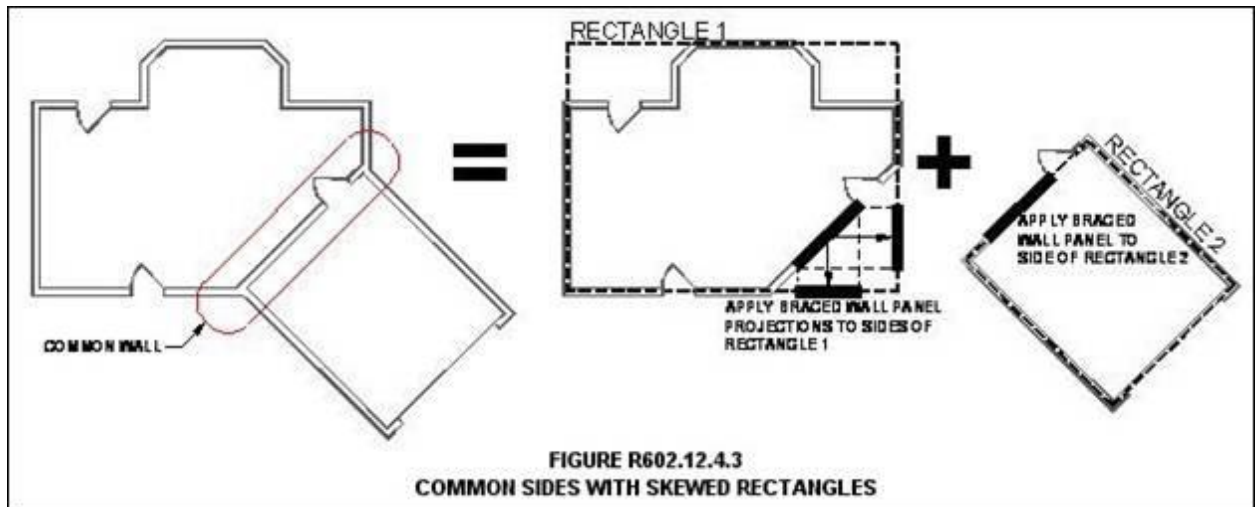 RECTANGLE 1
RECTANGLE 2
APPLY BRACED
WALL PANEL TO
SIDE OF RECTANGLE 2
APPLY BRACED WALL PANEL
PROJECTIONS TO SIDES OF
RECTANGLE 1
COMMON WALL
FIGURE R602.12.4.3
COMMON SIDES WITH SKEWED RECTANGLES